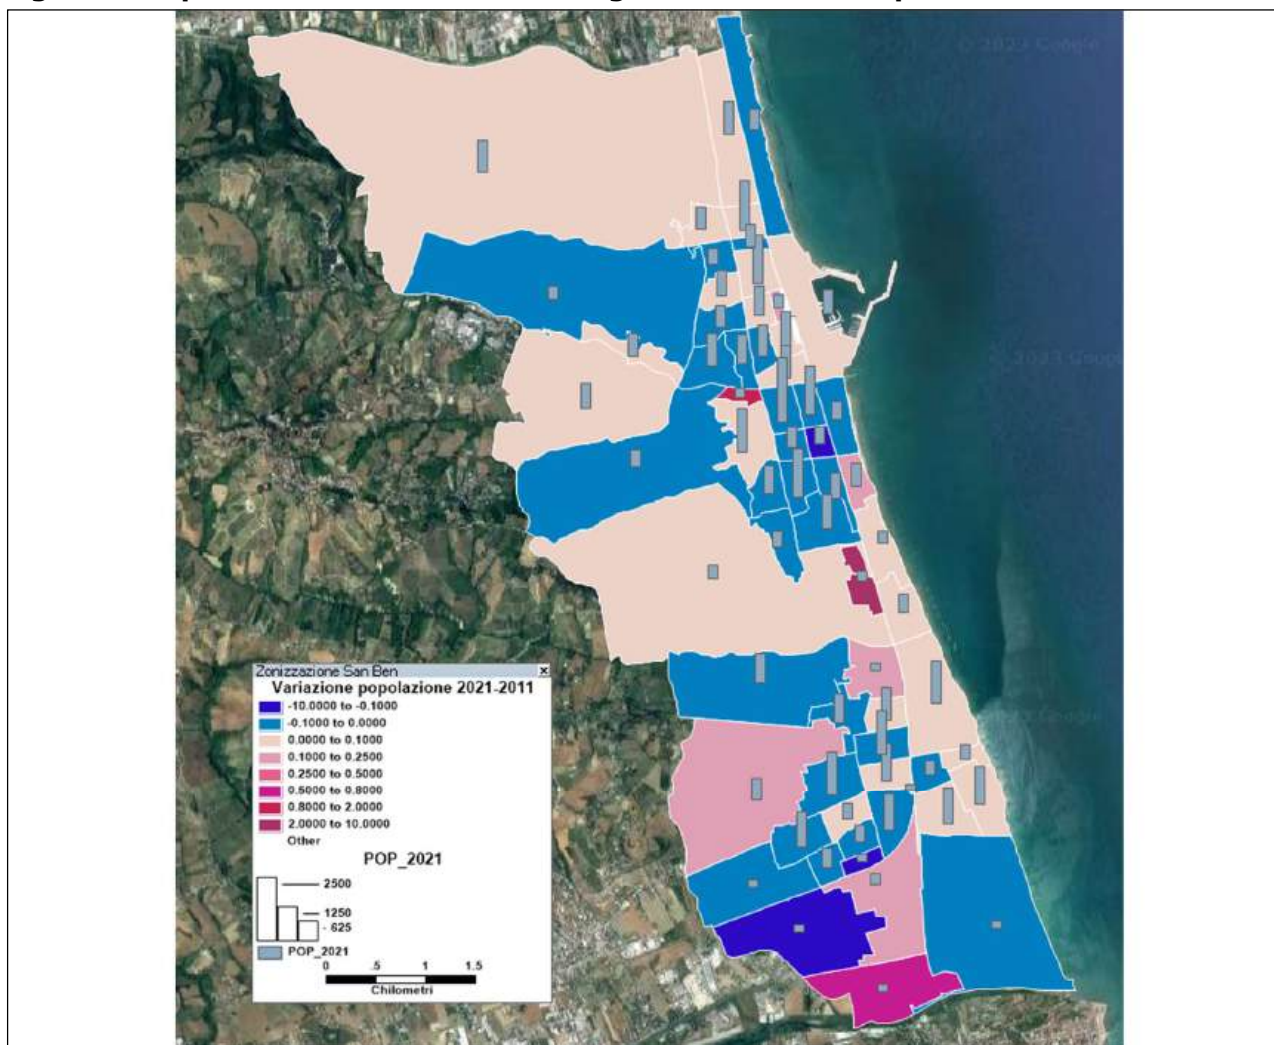 © 2023 Google
Zonizzazione San Ben
Variazione popolazione 2021-2011
-10.0000 to -0.1000
-0.1000 to 0.0000
0.0000 to 0.1000
0.1000 to 0.2500
0.2500 to 0.5000
0.5000 to 0.8000
0.8000 to 2.0000
2.0000 to 10.0000
Other
POP_2021
2500
1250
625
POP_2021
0 .5 1 1.5
Chilometri